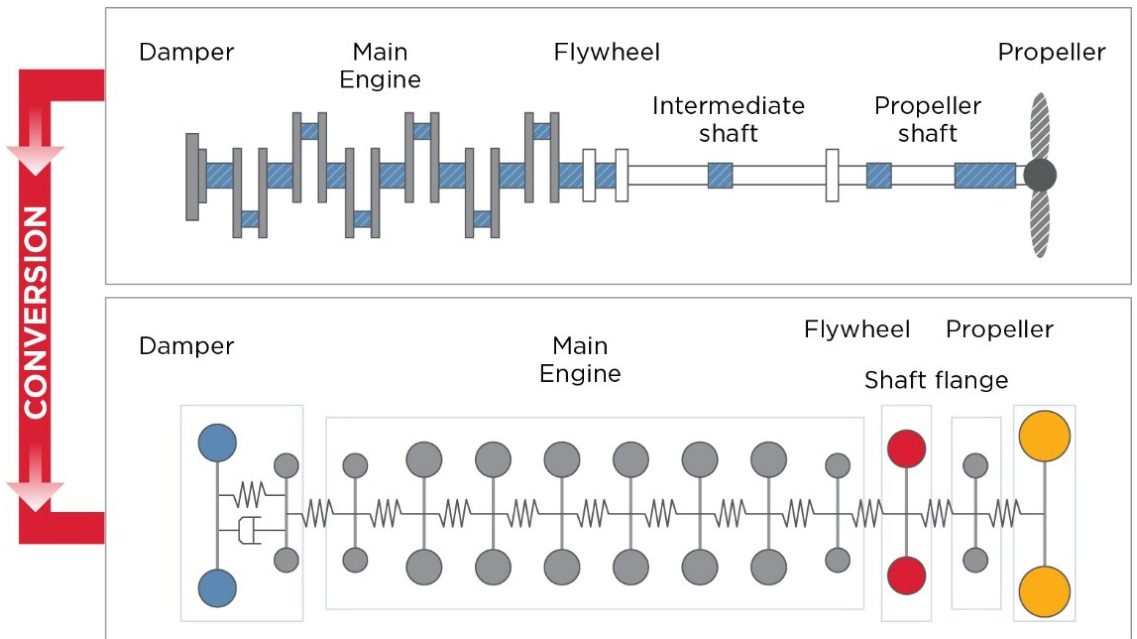 CONVERSION
Damper
Main
Engine
Flywheel
Propeller
Intermediate
shaft
Propeller
shaft
Damper
Main
Engine
Flywheel
Propeller
Shaft flange